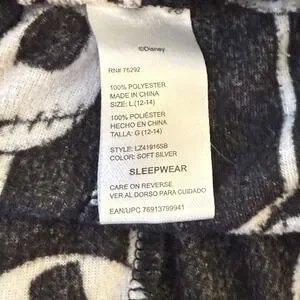 ©Disney
RN# 76292
100% POLYESTER
MADE IN CHINA
SIZE: L (12-14)
100% POLIÉSTER
HECHO EN CHINA
TALLA: G (12-14)
STYLE: LZ41916SB
COLOR: SOFT SILVER
SLEEPWEAR
CARE ON REVERSE
VER AL DORSO PARA CUIDADO
EAN/UPC 76913799941